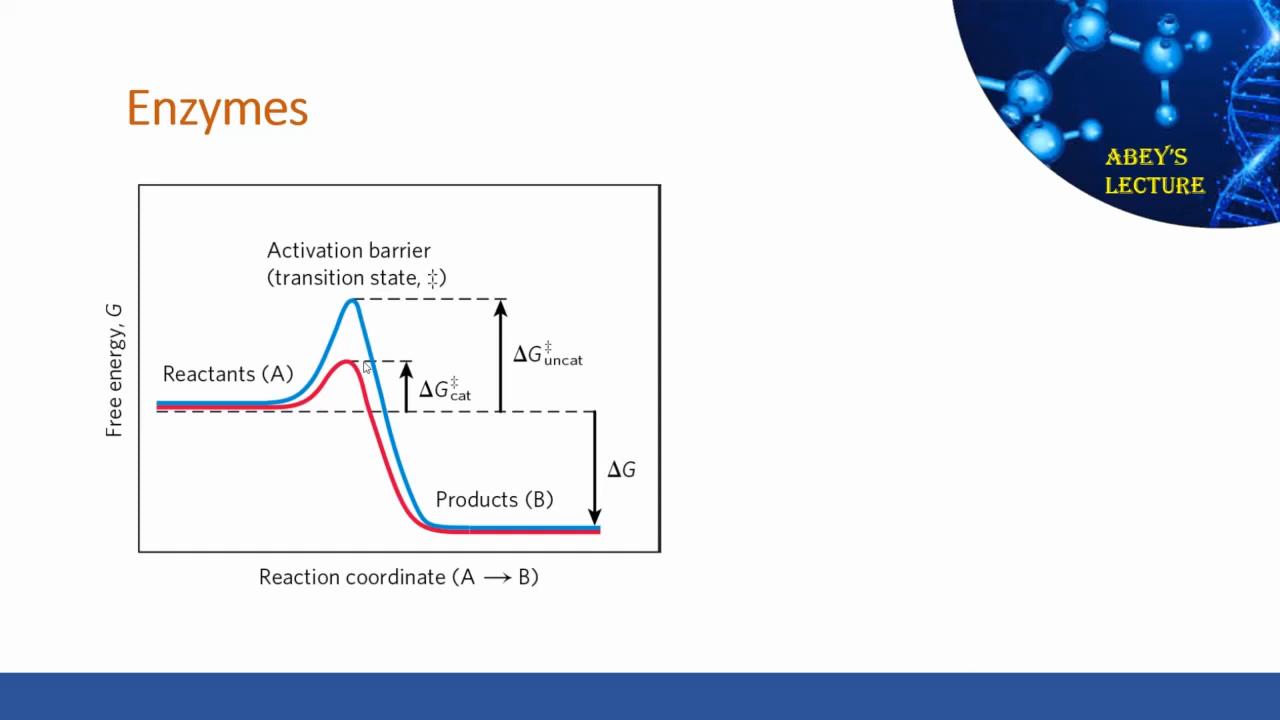 Enzymes
ABEY'S
LECTURE
Activation barrier
(transition state, ‡)
Free energy, G
Reactants (A)
ΔG‡uncat
ΔG‡cat
ΔG
Products (B)
Reaction coordinate (A ⟶ B)